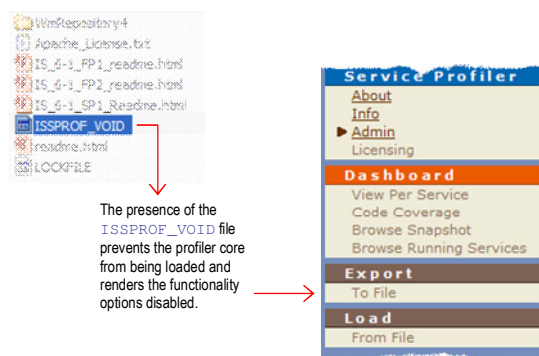 WmRepository4
Apache_License.txt
IS_6-1_FP1_readme.html
IS_6-1_FP2_readme.html
IS_6-1_SP1_Readme.html
ISSPROF_VOID
readme.html
LOCKFILE
The presence of the
ISSPROF_VOID file
prevents the profiler core
from being loaded and
renders the functionality
options disabled.
Service Profiler
About
Info
Admin
Licensing
Dashboard
View Per Service
Code Coverage
Browse Snapshot
Browse Running Services
Export
To File
Load
From File